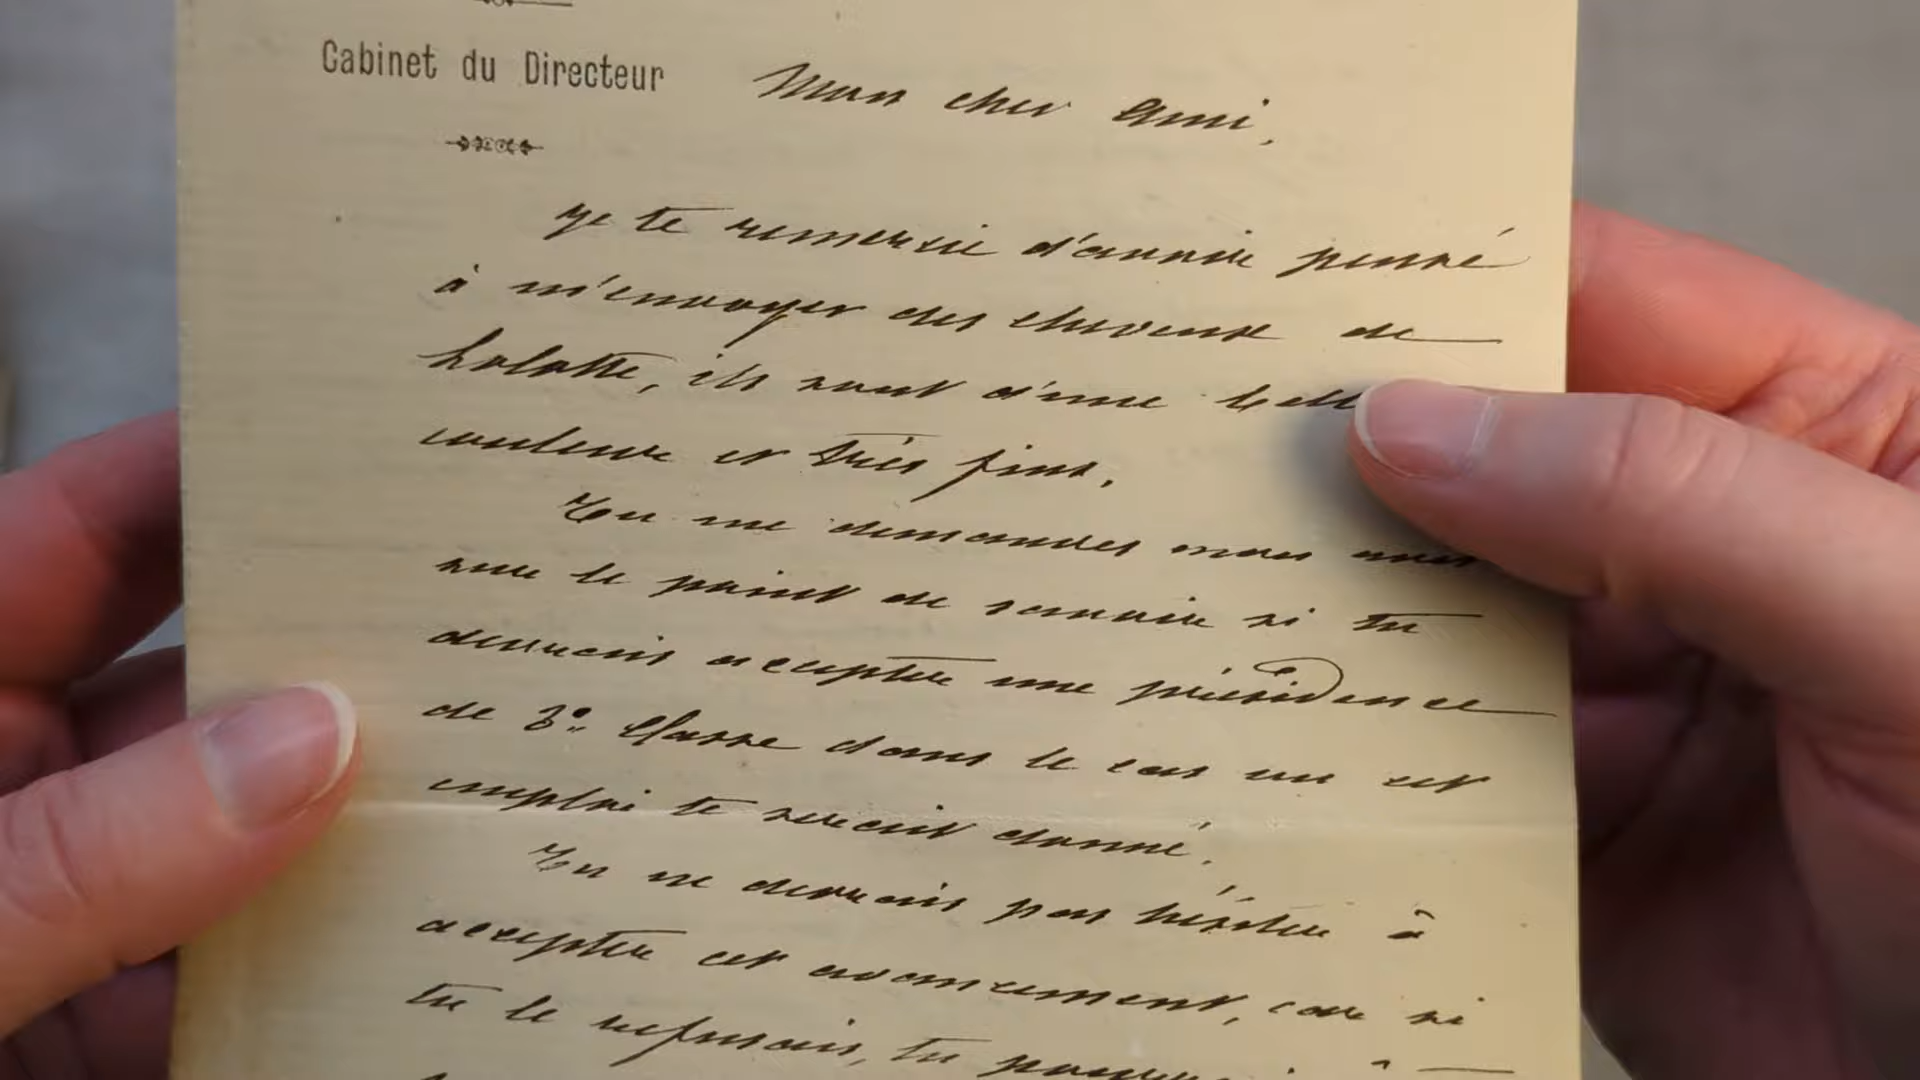 Cabinet du Directeur
Mon cher Ami,
Je te remercie d'avoir pensé
à m'envoyer des cheveux de
Lolotte, ils sont d'une bell
couleur et très fins.
Tu me demandes mon avis
sur le point de savoir si tu
devrais accepter une présidence
de 3e Classe dans le cas où cet
emploi te serait donné.
Tu ne devrais pas hésiter à
accepter cet avancement, car si
tu le refusais, tu